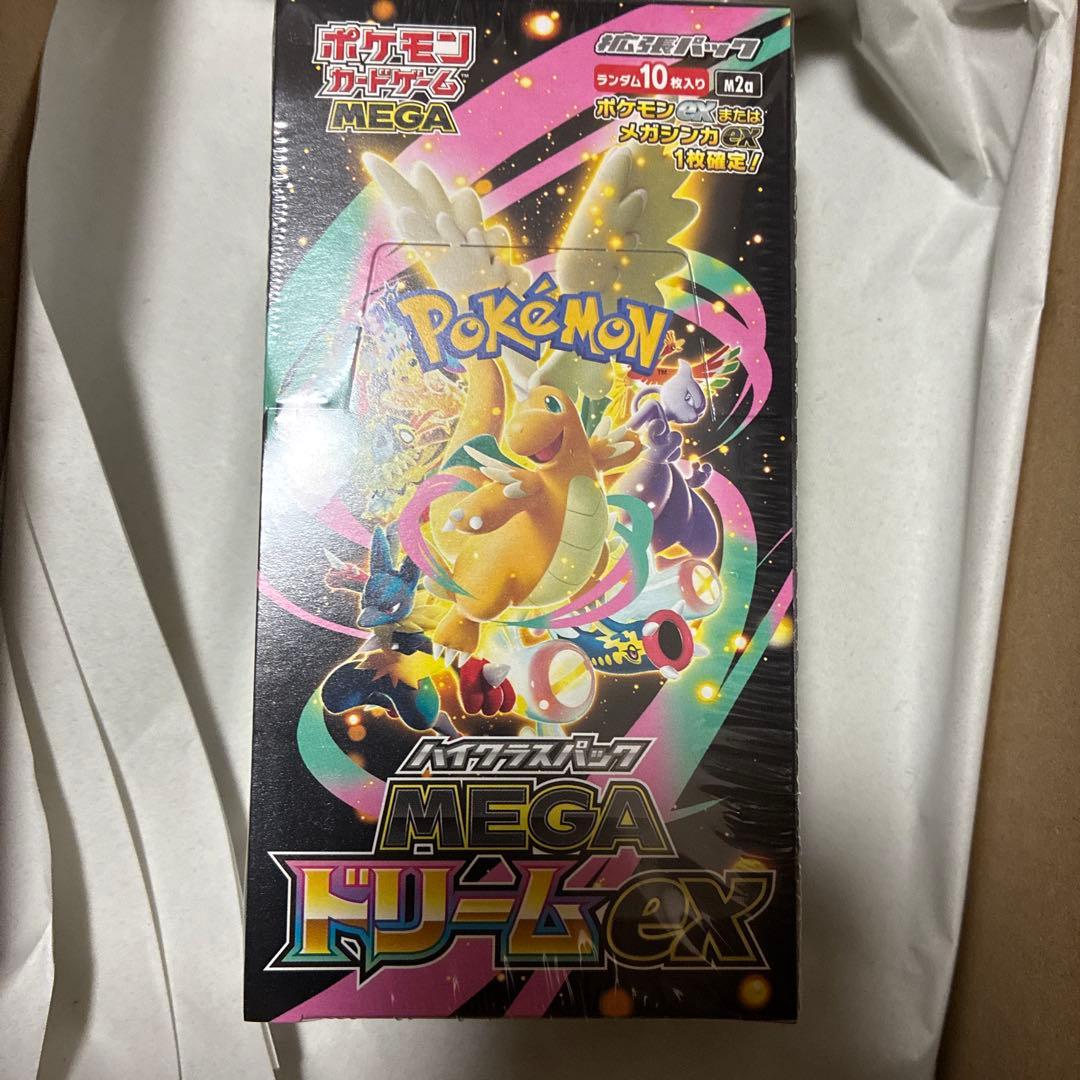 ポケモン
カードゲーム™
MEGA
拡張パック
ランダム10枚入り M2a
ポケモンexまたは
メガシンカex
1枚確定!
POKéMON™
ハイクラスパック
MEGA
ドリームex